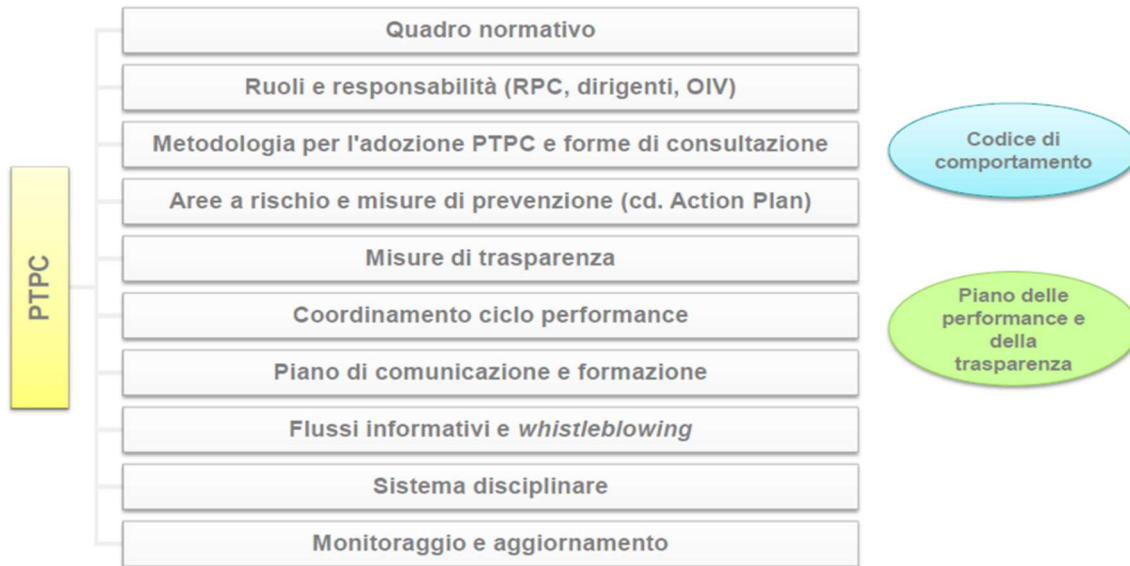 PTPC
Quadro normativo
Ruoli e responsabilità (RPC, dirigenti, OIV)
Metodologia per l'adozione PTPC e forme di consultazione
Aree a rischio e misure di prevenzione (cd. Action Plan)
Misure di trasparenza
Coordinamento ciclo performance
Piano di comunicazione e formazione
Flussi informativi e whistleblowing
Sistema disciplinare
Monitoraggio e aggiornamento
Codice di
comportamento
Piano delle
performance e
della
trasparenza